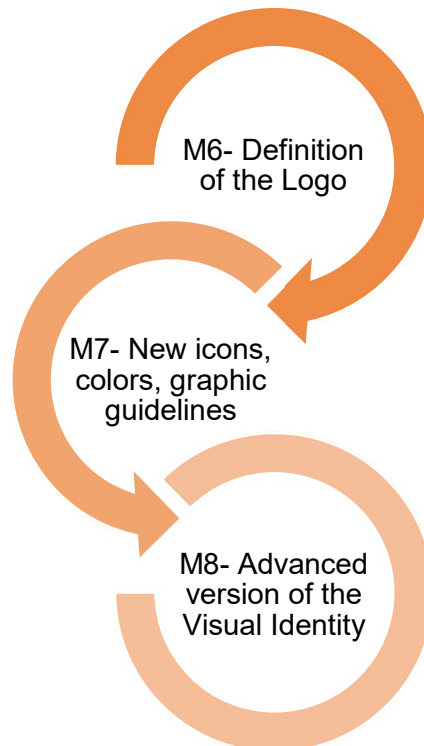 M6- Definition
of the Logo
M7- New icons,
colors, graphic
guidelines
M8- Advanced
version of the
Visual Identity